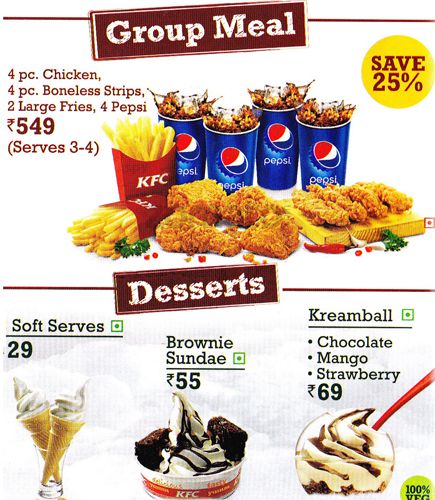 Group Meal
SAVE
25%
4 pc. Chicken,
4 pc. Boneless Strips,
2 Large Fries, 4 Pepsi
₹549
(Serves 3-4)
pepsi
pepsi
pepsi
pepsi
KFC
Desserts
Soft Serves
29
Brownie
Sundae
₹55
Kreamball
• Chocolate
• Mango
• Strawberry
₹69
KFC
100%
VEG